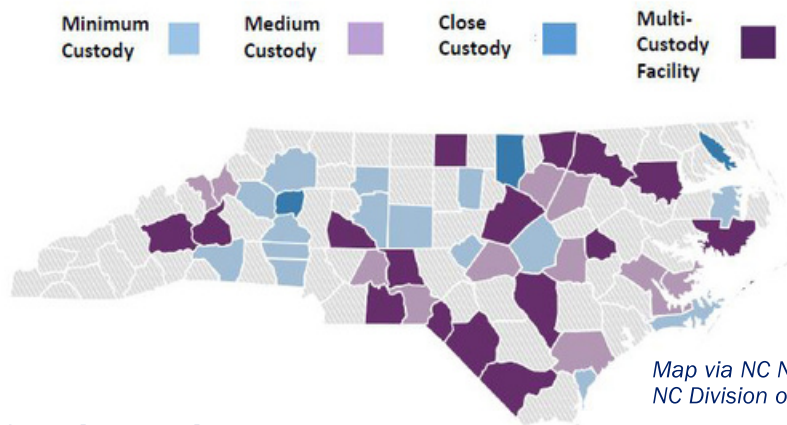 Minimum
Custody
Medium
Custody
Close
Custody
Multi-
Custody
Facility
Map via NC N
NC Division o